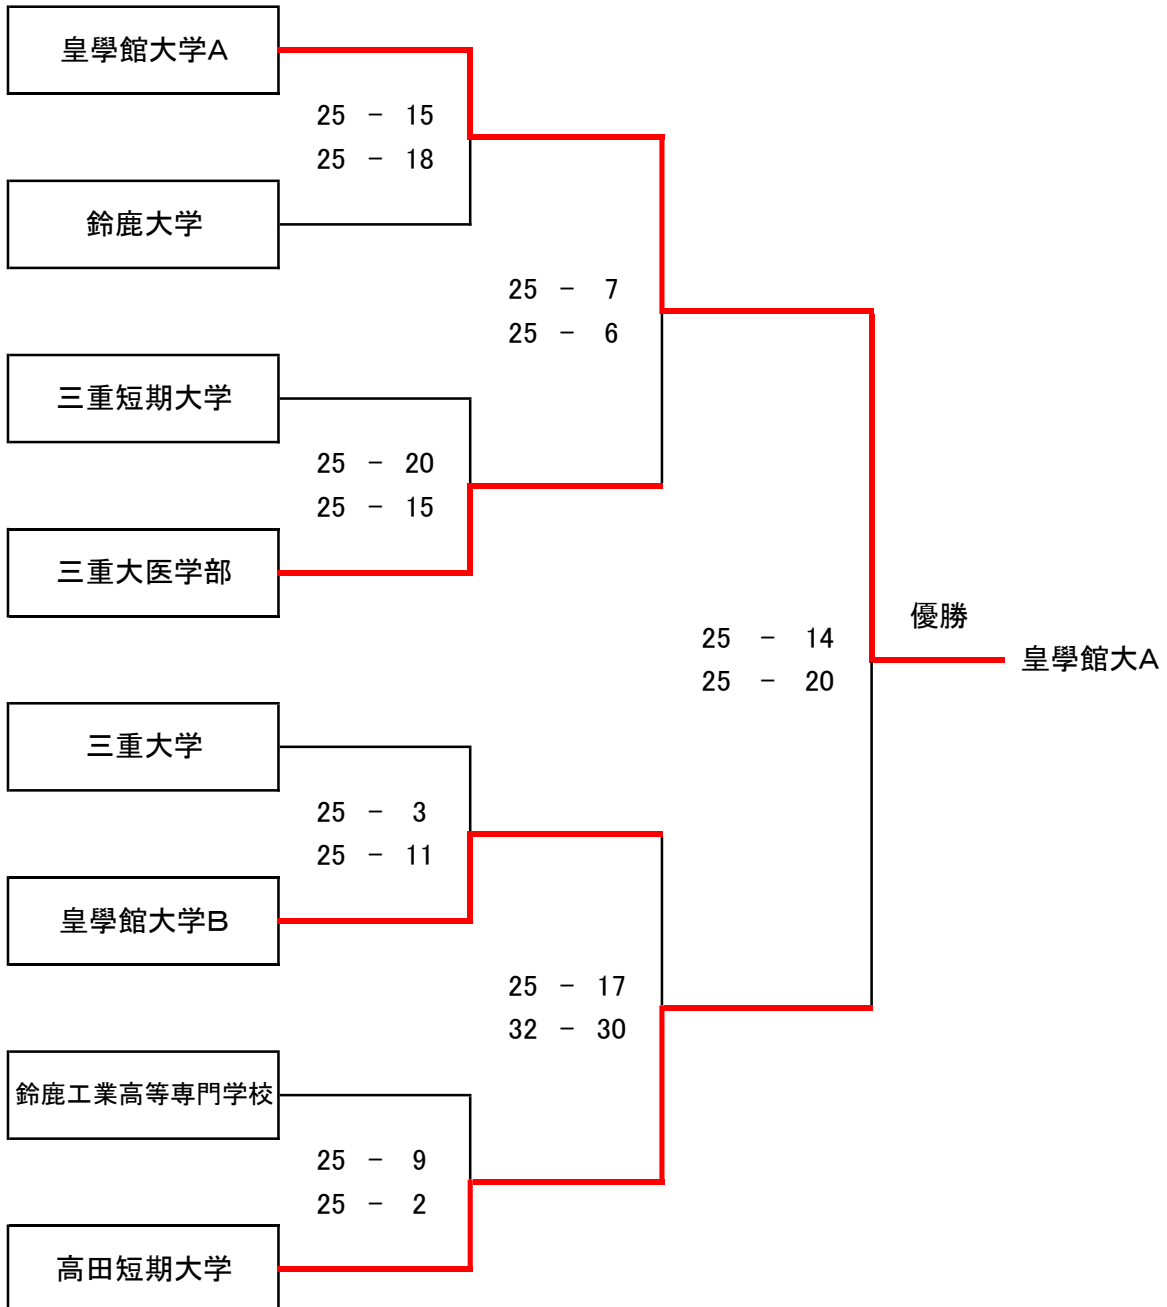 皇學館大学A
25 － 15
25 － 18
鈴鹿大学
25 － 7
25 － 6
三重短期大学
25 － 20
25 － 15
三重大医学部
優勝
25 － 14
皇學館大A
25 － 20
三重大学
25 － 3
25 － 11
皇學館大学B
25 － 17
32 － 30
鈴鹿工業高等専門学校
25 － 9
25 － 2
高田短期大学